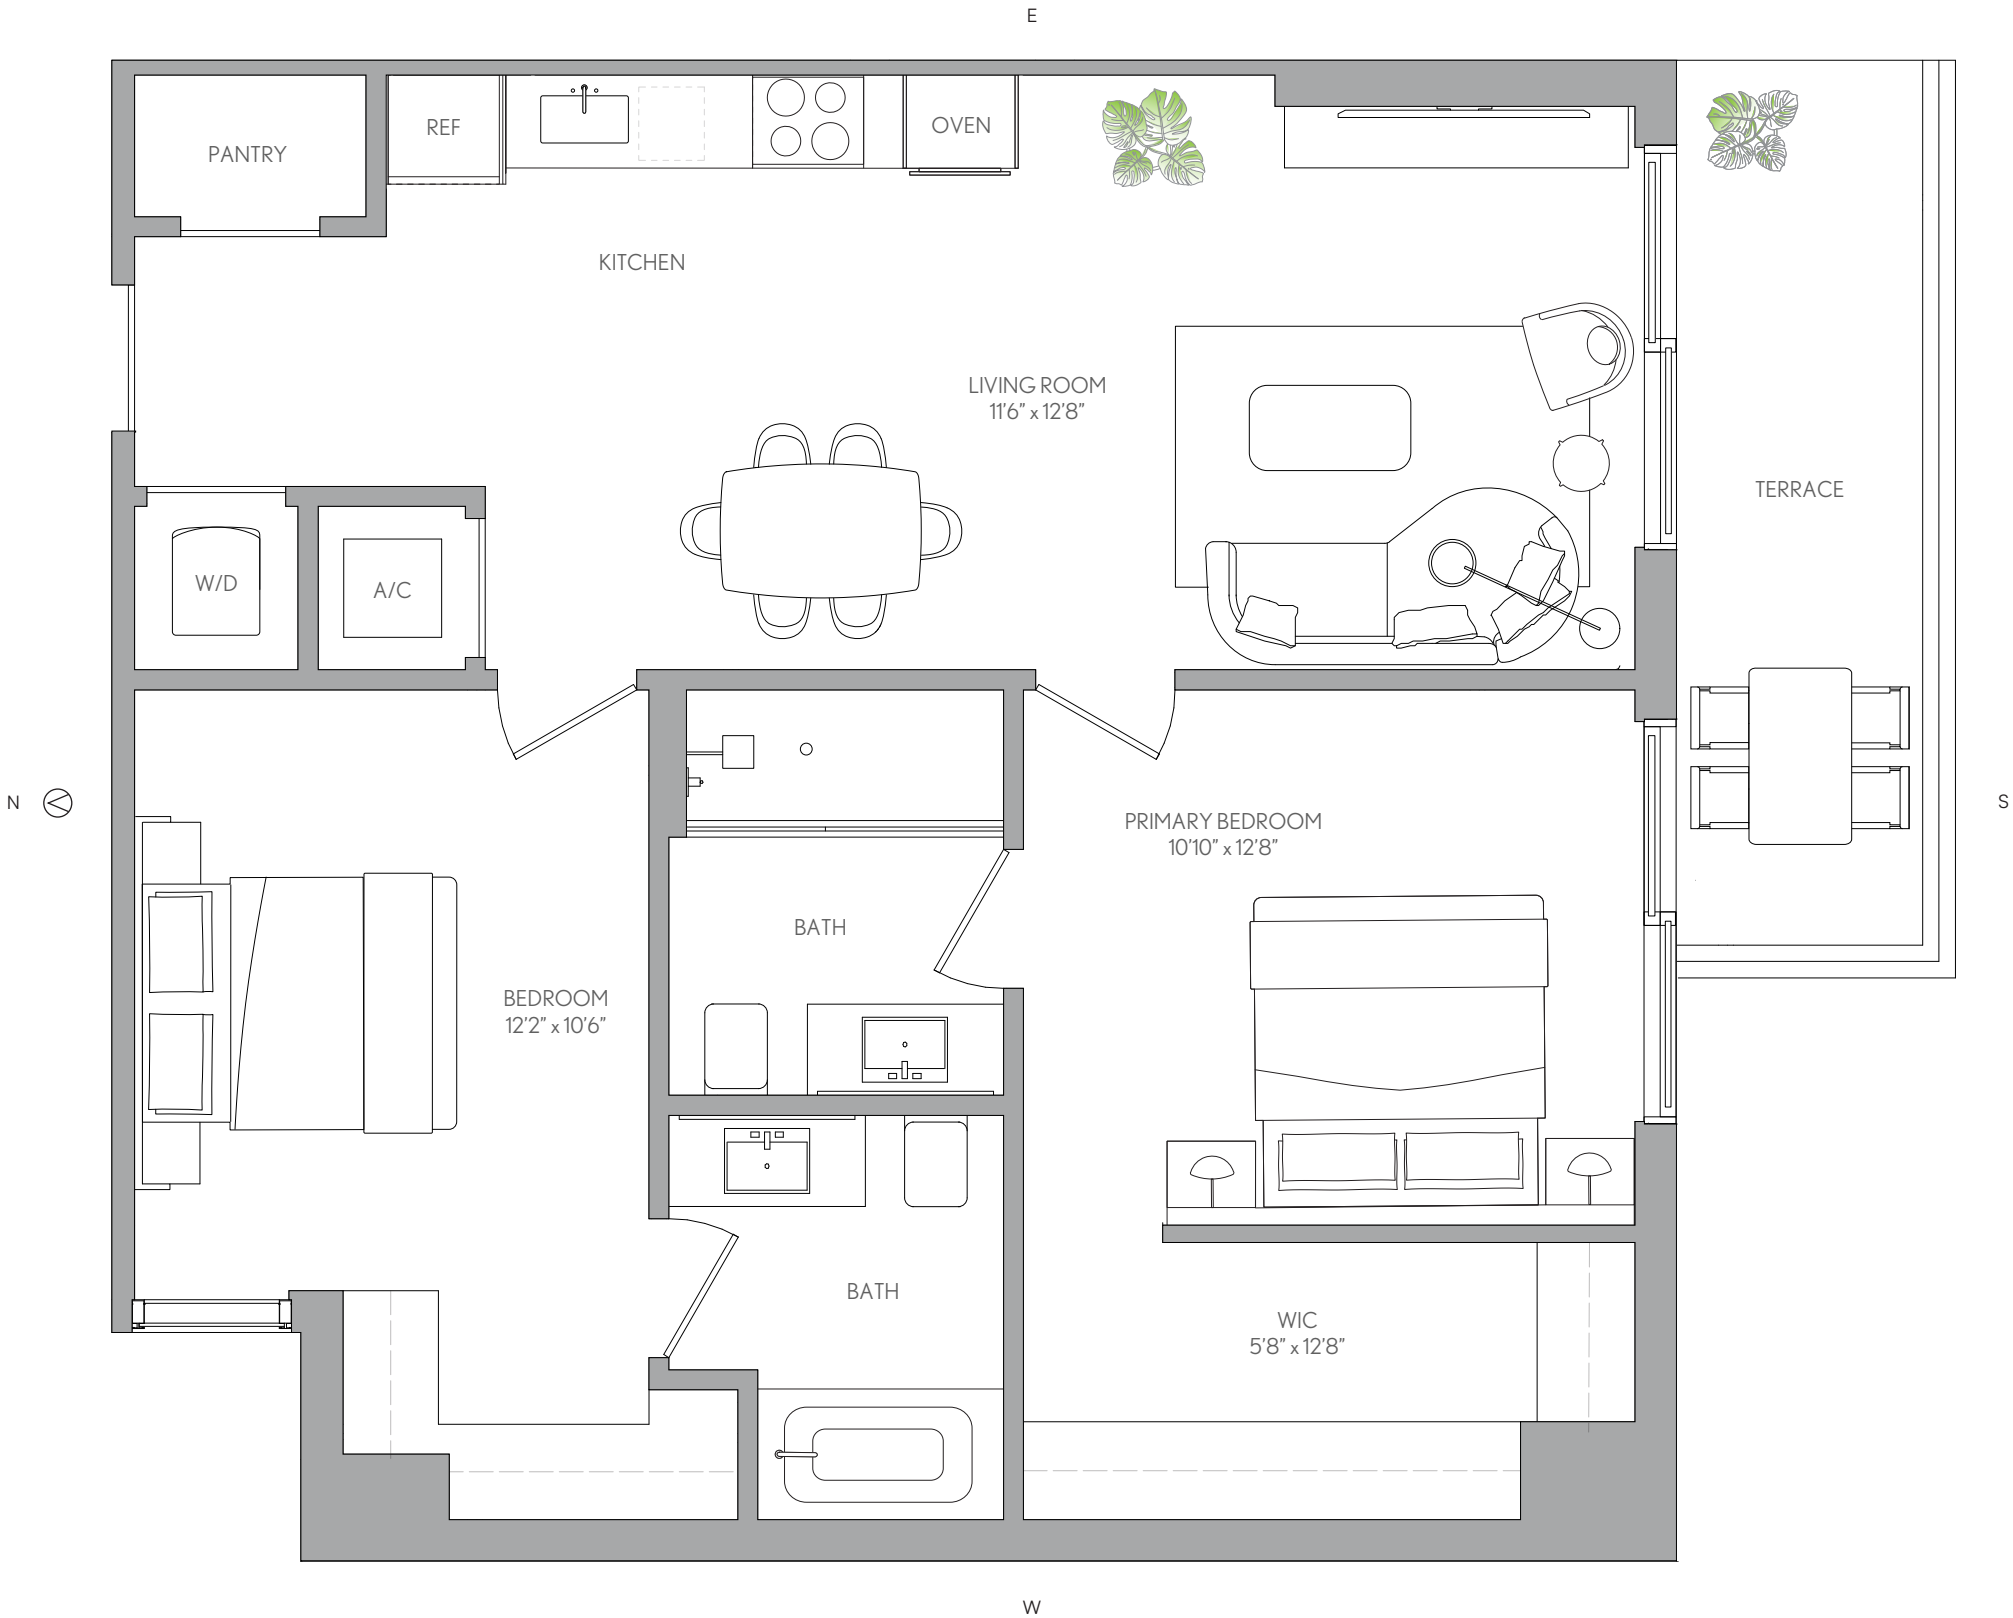 E
PANTRY
REF
OVEN
KITCHEN
LIVING ROOM
11'6" x 12'8"
TERRACE
W/D
A/C
N
S
PRIMARY BEDROOM
10'10" x 12'8"
BATH
BEDROOM
12'2" x 10'6"
BATH
WIC
5'8" x 12'8"
W